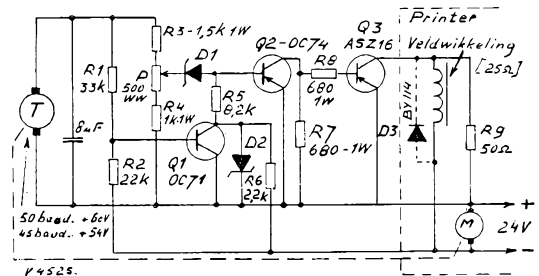 Printer
Veldwikkeling
[25Ω]
R3-1,5k 1W
D1
Q2-OC74
Q3
ASZ16
R8
680
1W
R1
33k
P
500
WW
R4
1k 1W
R5
8,2k
T
8µF
BY114
D3
R9
50Ω
R7
680-1W
D2
Q1
OC71
R2
22k
R6
2,2k
M
+
24V
-
50 baud. + 60V
45 baud. + 54V
V 4525.